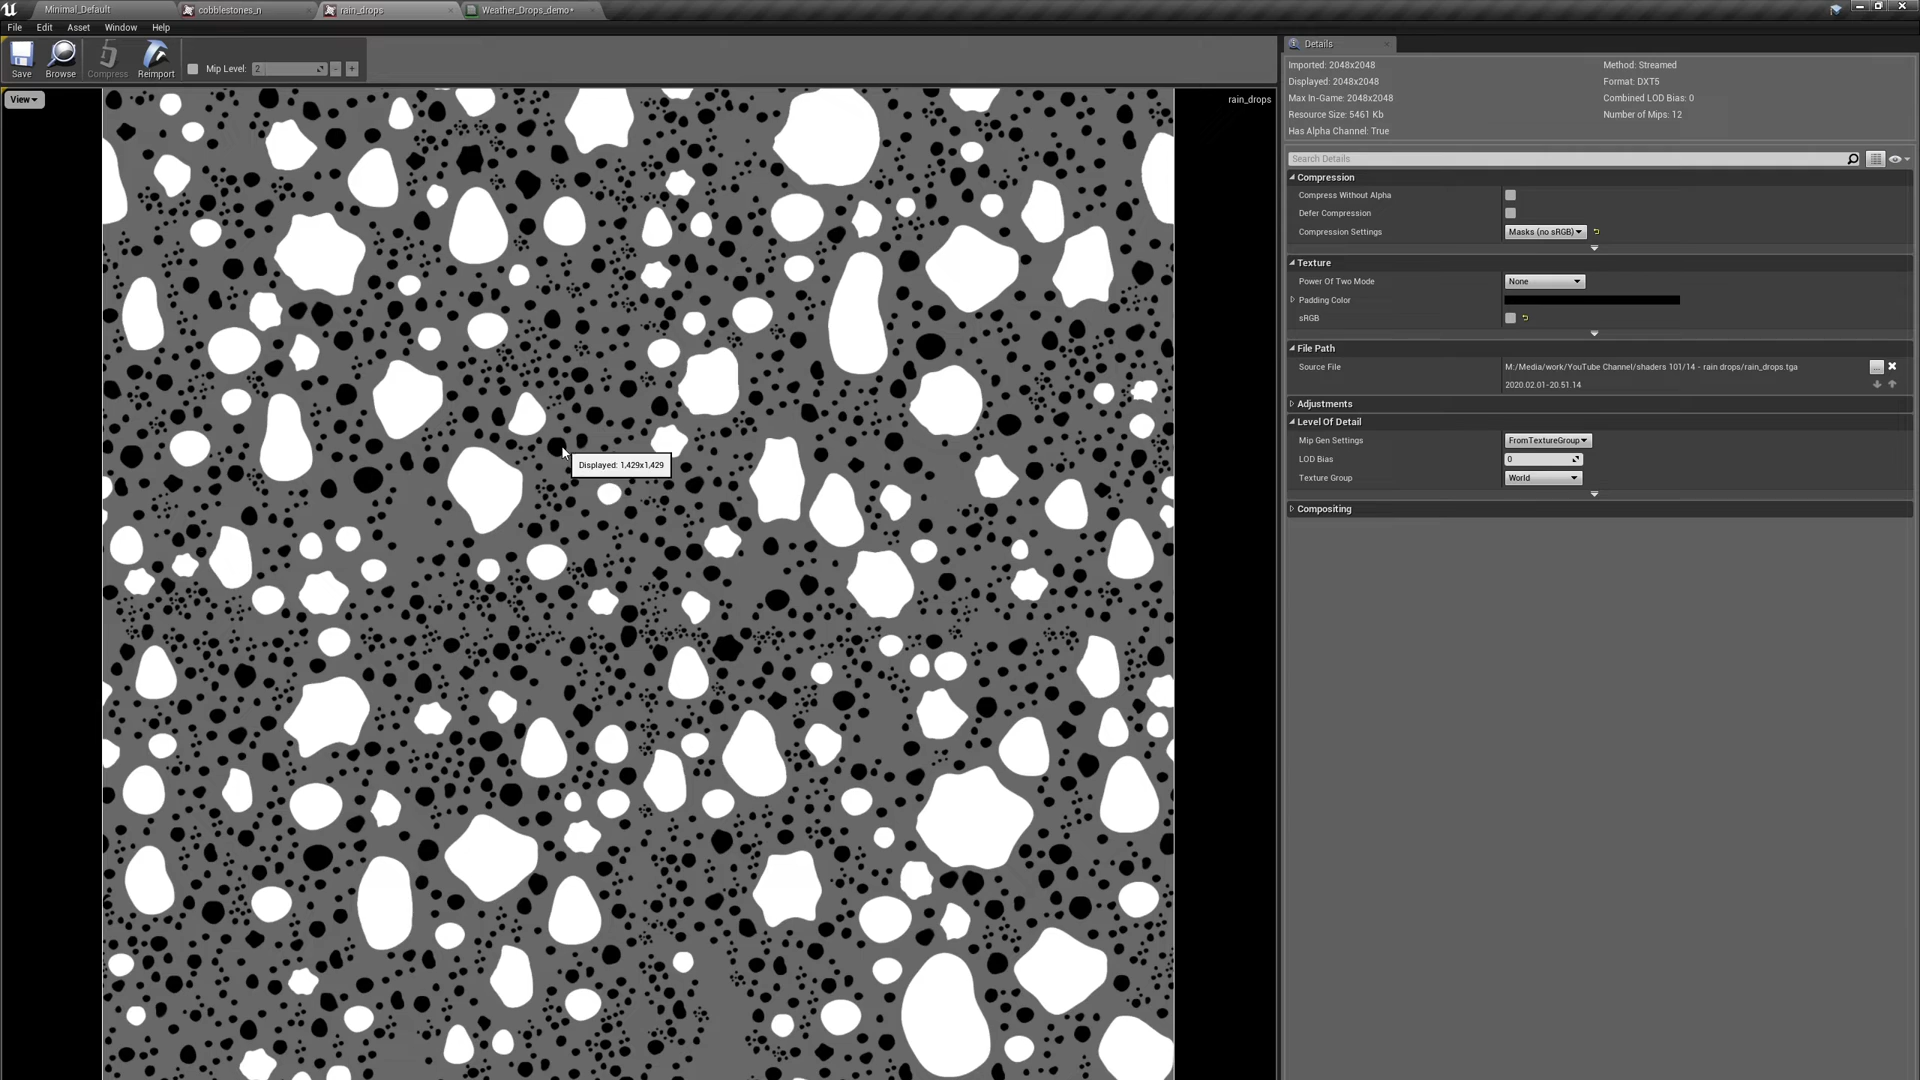 Minimal_Default
cobblestones_n
rain_drops
Weather_Drops_demo*
File Edit Asset Window Help
Save
Browse
Compress
Reimport
Mip Level: 2
View
rain_drops
Displayed: 1,429x1,429
Details
Imported: 2048x2048
Method: Streamed
Displayed: 2048x2048
Format: DXT5
Max In-Game: 2048x2048
Combined LOD Bias: 0
Resource Size: 5461 Kb
Number of Mips: 12
Has Alpha Channel: True
Search Details
Compression
Compress Without Alpha
Defer Compression
Compression Settings Masks (no sRGB)
Texture
Power Of Two Mode None
Padding Color
sRGB
File Path
Source File M:/Media/work/YouTube Channel/shaders 101/14 - rain drops/rain_drops.tga
2020.02.01-20.51.14
Adjustments
Level Of Detail
Mip Gen Settings FromTextureGroup
LOD Bias 0
Texture Group World
Compositing